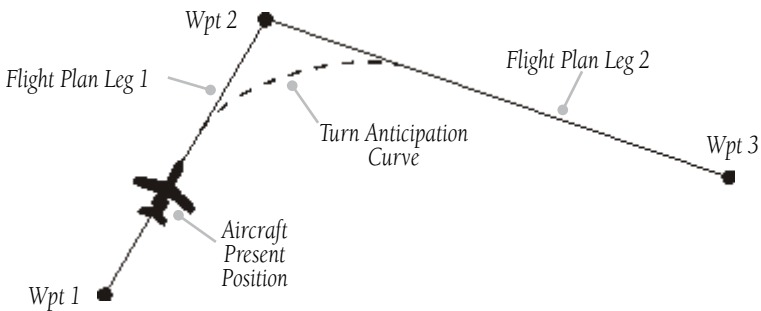 Wpt 2
Flight Plan Leg 1
Flight Plan Leg 2
Turn Anticipation
Curve
Wpt 3
Aircraft
Present
Position
Wpt 1